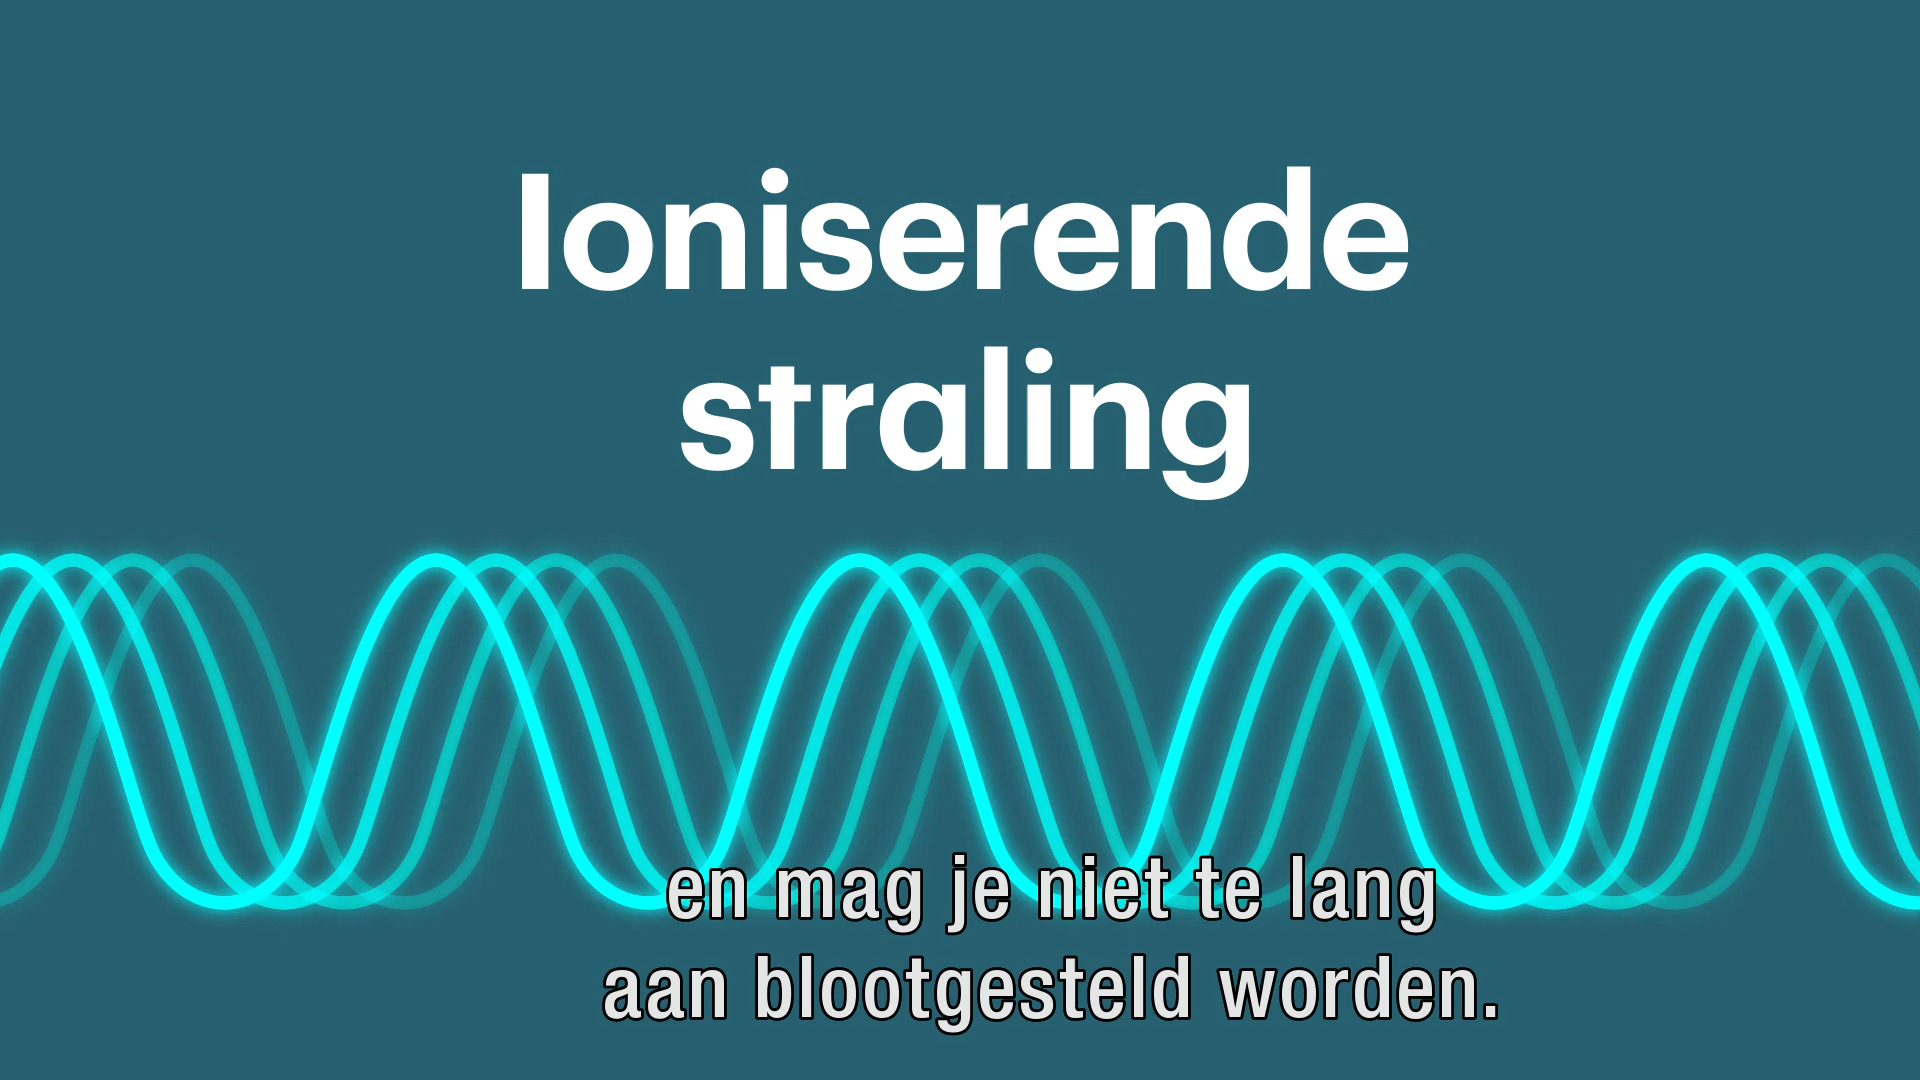 Ioniserende
straling
en mag je niet te lang
aan blootgesteld worden.